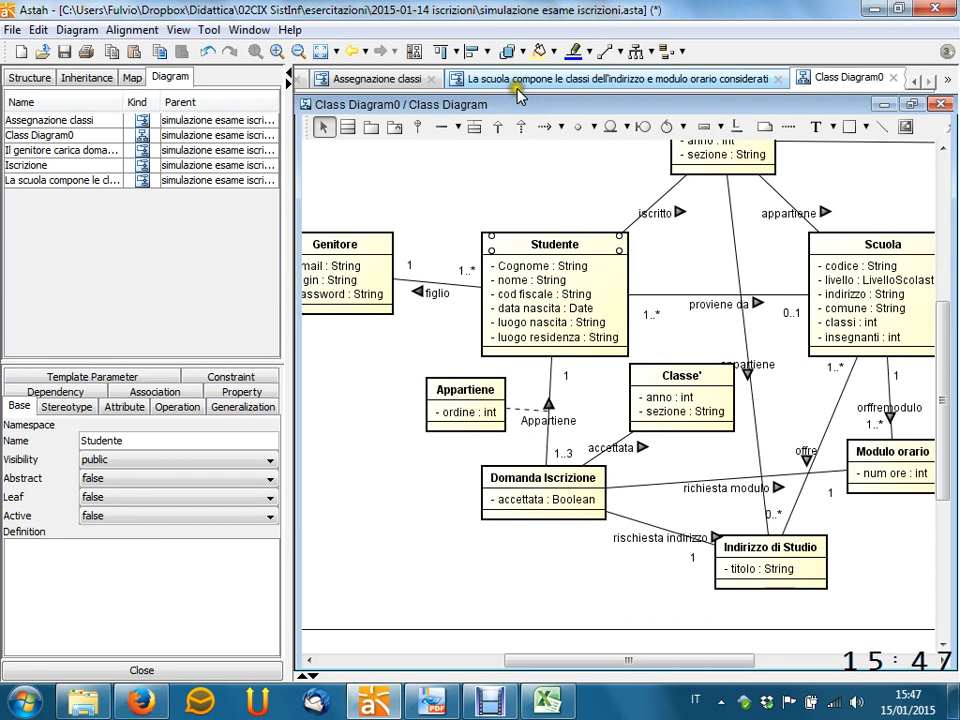 Astah - [C:\Users\Fulvio\Dropbox\Didattica\02CIX SistInf\esercitazioni\2015-01-14 iscrizioni\simulazione esame iscrizioni.asta] (*)
File Edit Diagram Alignment View Tool Window Help
3
Structure Inheritance Map Diagram
Assegnazione classi
La scuola compone le classi dell'indirizzo e modulo orario considerati
Class Diagram0
Name Kind Parent
Assegnazione classi simulazione esame iscri...
Class Diagram0 simulazione esame iscri...
Il genitore carica doma... simulazione esame iscri...
Iscrizione simulazione esame iscri...
La scuola compone le cl... simulazione esame iscri...
Class Diagram0 / Class Diagram
T
- anno : int
- sezione : String
iscritto
appartiene
Genitore
mail : String
gin : String
assword : String
1
1..*
figlio
Studente
- Cognome : String
- nome : String
- cod fiscale : String
- data nascita : Date
- luogo nascita : String
- luogo residenza : String
proviene da
1..*
0..1
Scuola
- codice : String
- livello : LivelloScolast
- indirizzo : String
- comune : String
- classi : int
- insegnanti : int
Appartiene
- ordine : int
1
Appartiene
1..3
Classe'
- anno : int
- sezione : String
accettata
partiene
1..*
1
orffremodulo
1..*
offre
Modulo orario
- num ore : int
Domanda Iscrizione
- accettata : Boolean
richiesta modulo
1
0..*
rischiesta indirizzo
1
Indirizzo di Studio
- titolo : String
Template Parameter Constraint
Dependency Association Property
Base Stereotype Attribute Operation Generalization
Namespace
Name Studente
Visibility public
Abstract false
Leaf false
Active false
Definition
Close
15:47
IT
15:47
15/01/2015